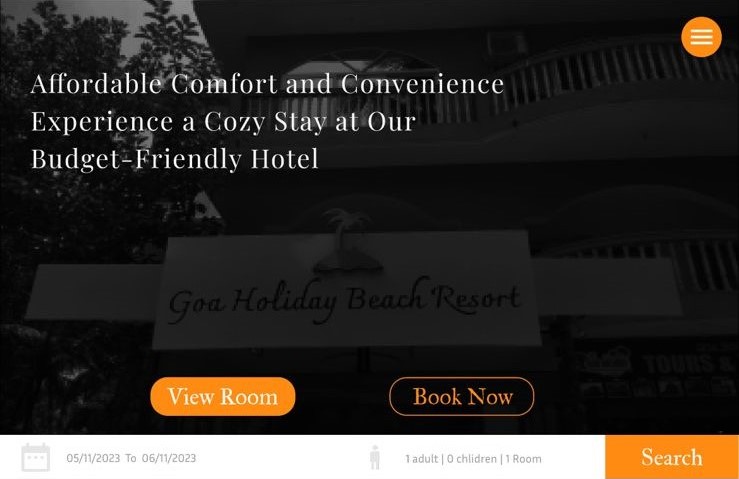 Affordable Comfort and Convenience
Experience a Cozy Stay at Our
Budget-Friendly Hotel
Goa Holiday Beach Resort
TOURS &
View Room
Book Now
05/11/2023 To 06/11/2023
1 adult | 0 chlidren | 1 Room
Search